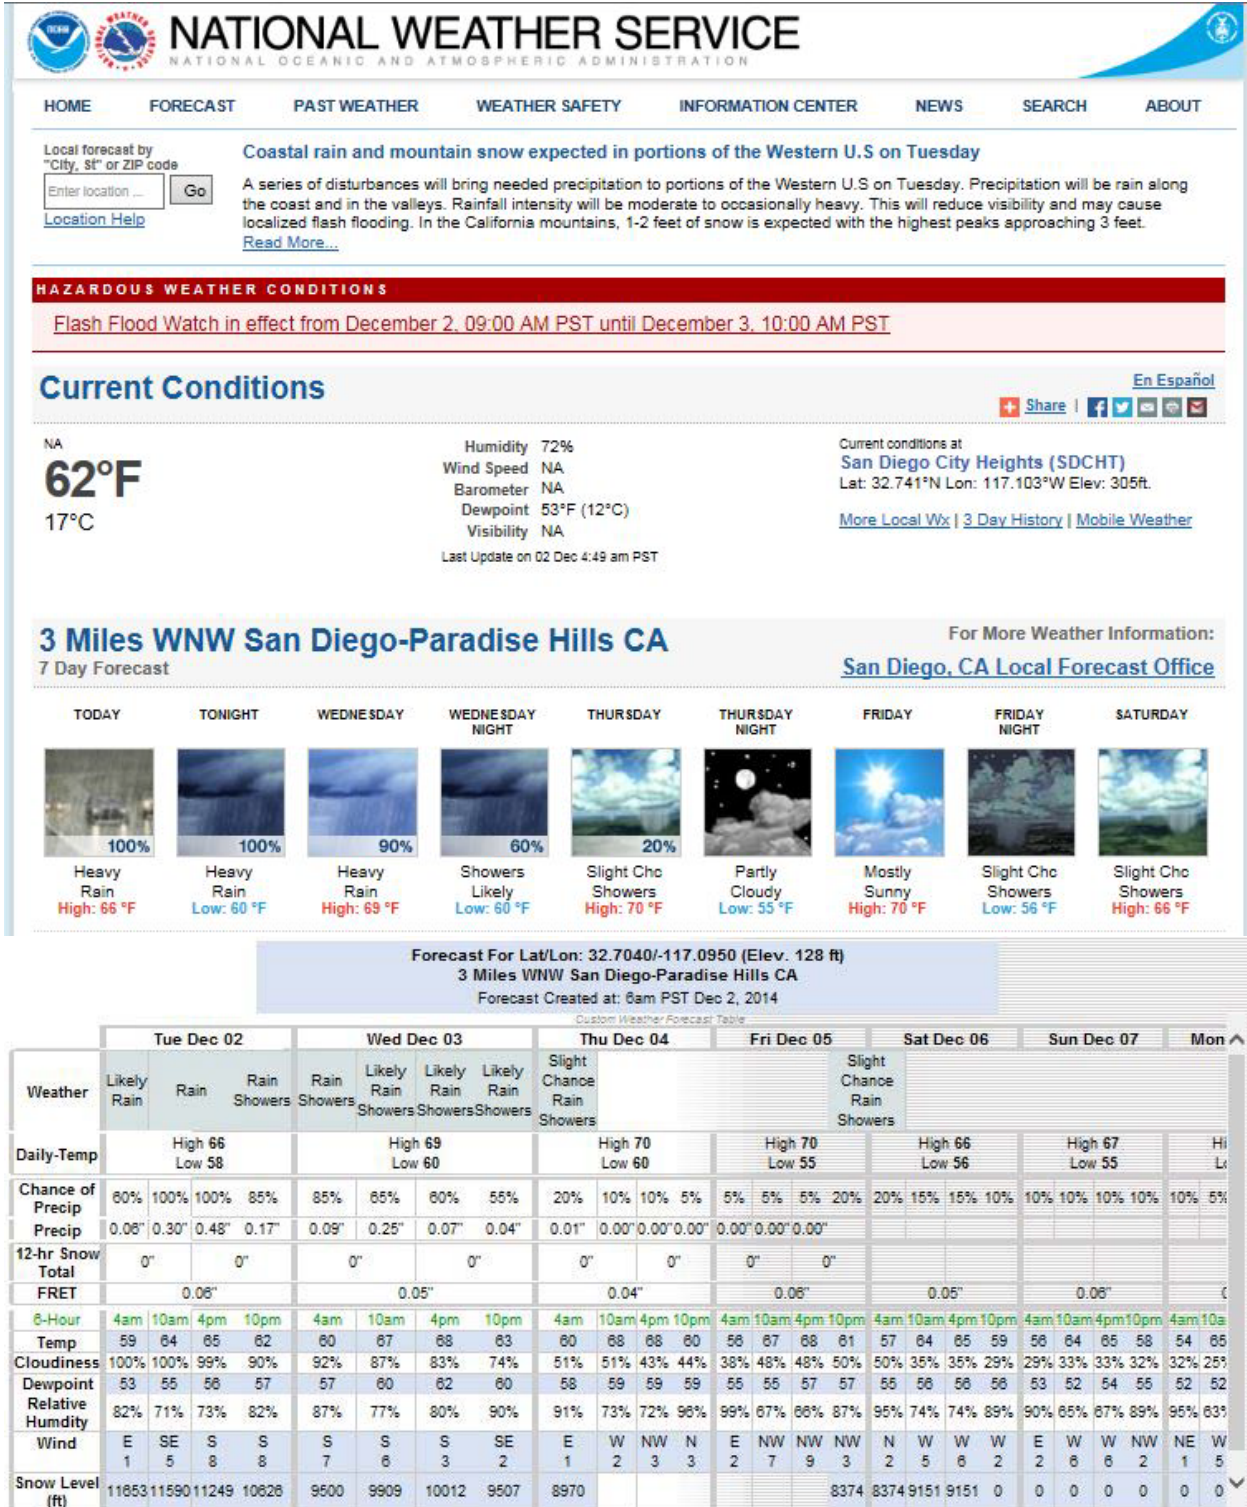 NATIONAL WEATHER SERVICE
NATIONAL OCEANIC AND ATMOSPHERIC ADMINISTRATION
HOME FORECAST PAST WEATHER WEATHER SAFETY INFORMATION CENTER NEWS SEARCH ABOUT
Local forecast by
"City, St" or ZIP code
Enter location ... Go
Location Help
Coastal rain and mountain snow expected in portions of the Western U.S on Tuesday
A series of disturbances will bring needed precipitation to portions of the Western U.S on Tuesday. Precipitation will be rain along
the coast and in the valleys. Rainfall intensity will be moderate to occasionally heavy. This will reduce visibility and may cause
localized flash flooding. In the California mountains, 1-2 feet of snow is expected with the highest peaks approaching 3 feet.
Read More...
HAZARDOUS WEATHER CONDITIONS
Flash Flood Watch in effect from December 2, 09:00 AM PST until December 3, 10:00 AM PST
Current Conditions
En Español
Share |
NA
62°F
17°C
Humidity 72%
Wind Speed NA
Barometer NA
Dewpoint 53°F (12°C)
Visibility NA
Last Update on 02 Dec 4:49 am PST
Current conditions at
San Diego City Heights (SDCHT)
Lat: 32.741°N Lon: 117.103°W Elev: 305ft.
More Local Wx | 3 Day History | Mobile Weather
3 Miles WNW San Diego-Paradise Hills CA
7 Day Forecast
For More Weather Information:
San Diego, CA Local Forecast Office
TODAY TONIGHT WEDNESDAY WEDNESDAY NIGHT THURSDAY THURSDAY NIGHT FRIDAY FRIDAY NIGHT SATURDAY
100% 100% 90% 60% 20%
Heavy Heavy Heavy Showers Slight Chc Partly Mostly Slight Chc Slight Chc
Rain Rain Rain Likely Showers Cloudy Sunny Showers Showers
High: 66 °F Low: 60 °F High: 69 °F Low: 60 °F High: 70 °F Low: 55 °F High: 70 °F Low: 56 °F High: 66 °F
Forecast For Lat/Lon: 32.7040/-117.0950 (Elev. 128 ft)
3 Miles WNW San Diego-Paradise Hills CA
Forecast Created at: 6am PST Dec 2, 2014
Custom Weather Forecast Table
Tue Dec 02 Wed Dec 03 Thu Dec 04 Fri Dec 05 Sat Dec 06 Sun Dec 07 Mon
Weather Likely Rain Rain Rain Showers Rain Showers Likely Rain Showers Likely Rain Showers Likely Rain Showers Slight Chance Rain Showers Slight Chance Rain Showers
Daily-Temp High 66 High 69 High 70 High 70 High 66 High 67 Hi
Low 58 Low 60 Low 60 Low 55 Low 56 Low 55
Chance of Precip 60% 100% 100% 85% 85% 65% 60% 55% 20% 10% 10% 5% 5% 5% 5% 20% 20% 15% 15% 10% 10% 10% 10% 10% 10% 5%
Precip 0.06" 0.30" 0.48" 0.17" 0.09" 0.25" 0.07" 0.04" 0.01" 0.00" 0.00" 0.00" 0.00" 0.00" 0.00"
12-hr Snow Total 0" 0" 0" 0" 0" 0" 0" 0"
FRET 0.06" 0.05" 0.04" 0.06" 0.05" 0.06"
6-Hour 4am 10am 4pm 10pm 4am 10am 4pm 10pm 4am 10am 4pm 10pm 4am 10am 4pm 10pm 4am 10am 4pm 10pm 4am 10am 4pm 10pm 4am 10a
Temp 59 64 65 62 60 67 68 63 60 68 68 60 56 67 68 61 57 64 65 59 56 64 65 58 54 65
Cloudiness 100% 100% 99% 90% 92% 87% 83% 74% 51% 51% 43% 44% 38% 48% 48% 50% 50% 35% 35% 29% 29% 33% 33% 32% 32% 25%
Dewpoint 53 55 56 57 57 60 62 60 58 59 59 59 55 55 57 57 55 56 56 56 53 52 54 55 52 52
Relative Humdity 82% 71% 73% 82% 87% 77% 80% 90% 91% 73% 72% 96% 99% 67% 66% 87% 95% 74% 74% 89% 90% 65% 67% 89% 95% 63%
Wind E SE S S S S S SE E W NW N E NW NW NW N W W W E W W NW NE W
1 5 8 8 7 6 3 2 1 2 3 3 2 7 9 3 2 5 6 2 2 6 6 2 1 5
Snow Level (ft) 11653 11590 11249 10626 9500 9909 10012 9507 8970 8374 8374 9151 9151 0 0 0 0 0 0 0